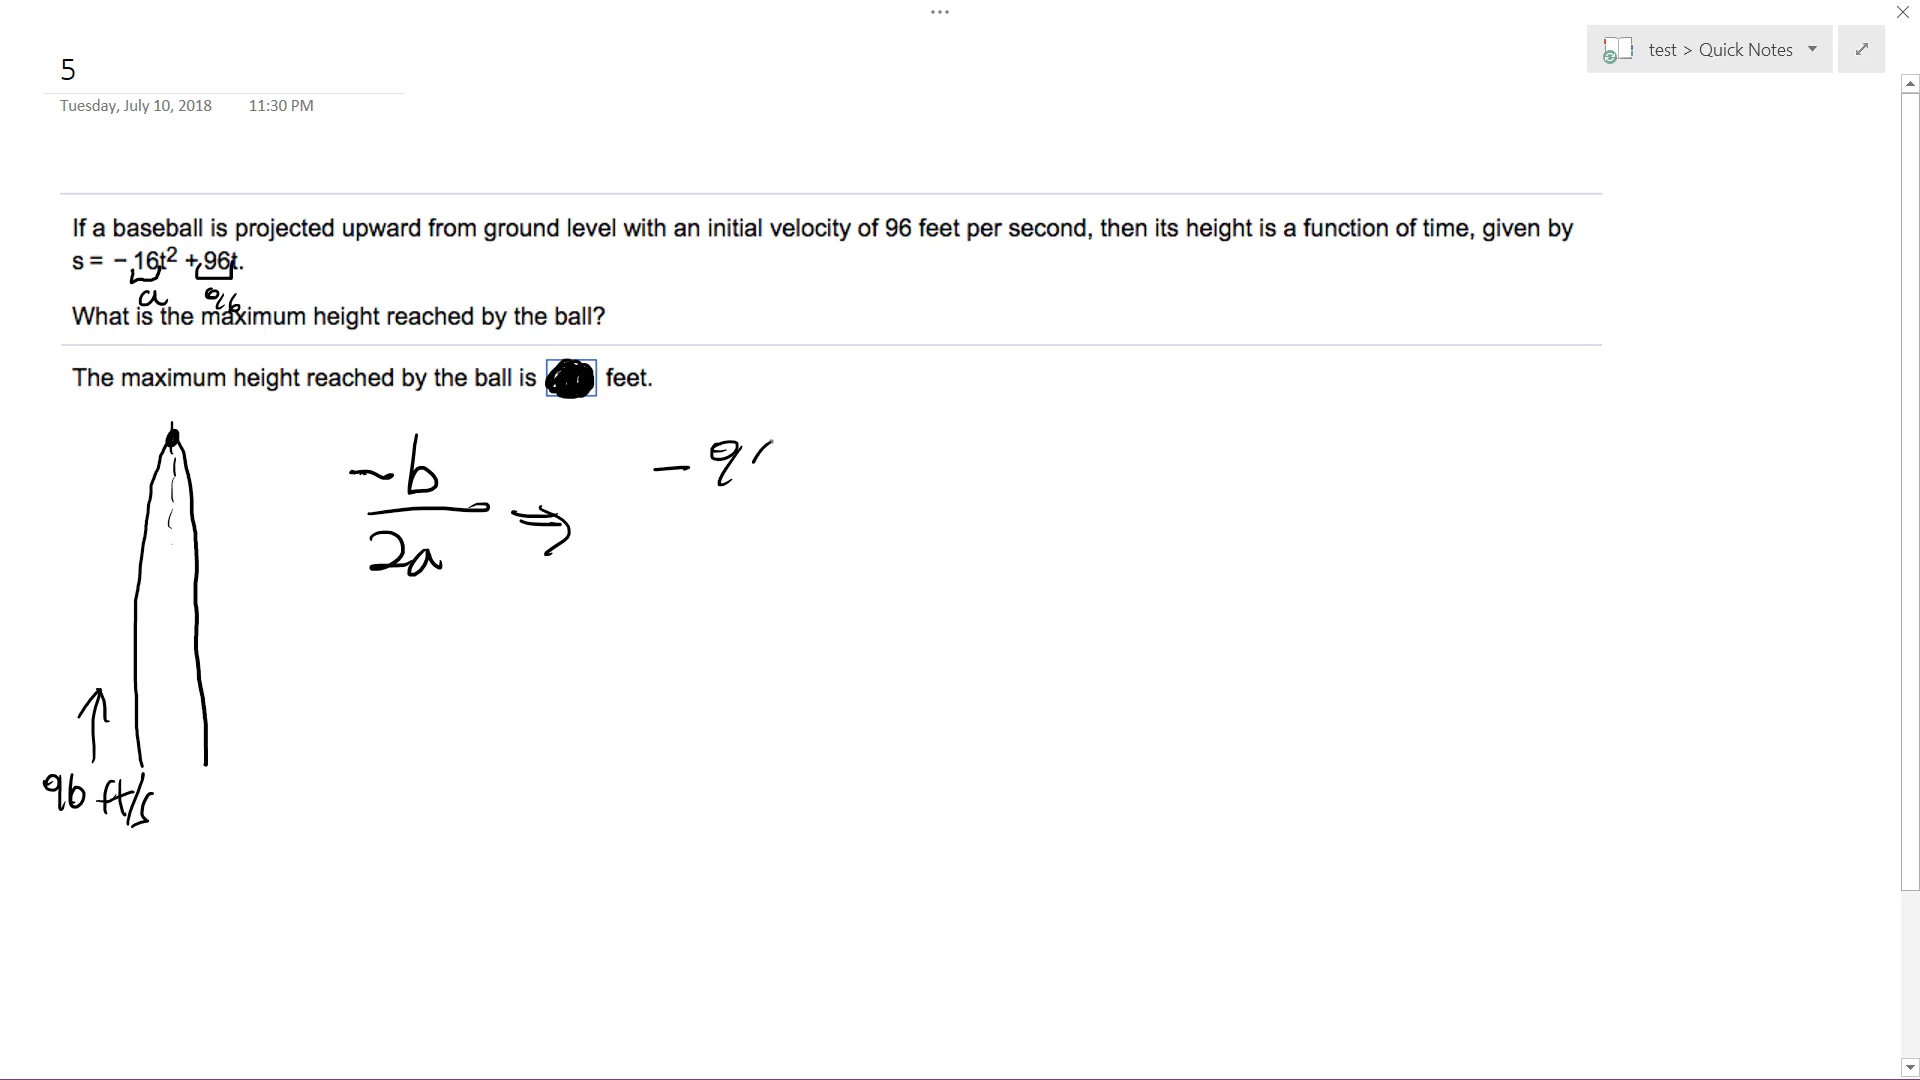 test > Quick Notes
5
Tuesday, July 10, 2018 11:30 PM
If a baseball is projected upward from ground level with an initial velocity of 96 feet per second, then its height is a function of time, given by
s = − 16t² + 96t.
a 96
What is the maximum height reached by the ball?
The maximum height reached by the ball is feet.
-b
2a
⇒
- 9
96 ft/s